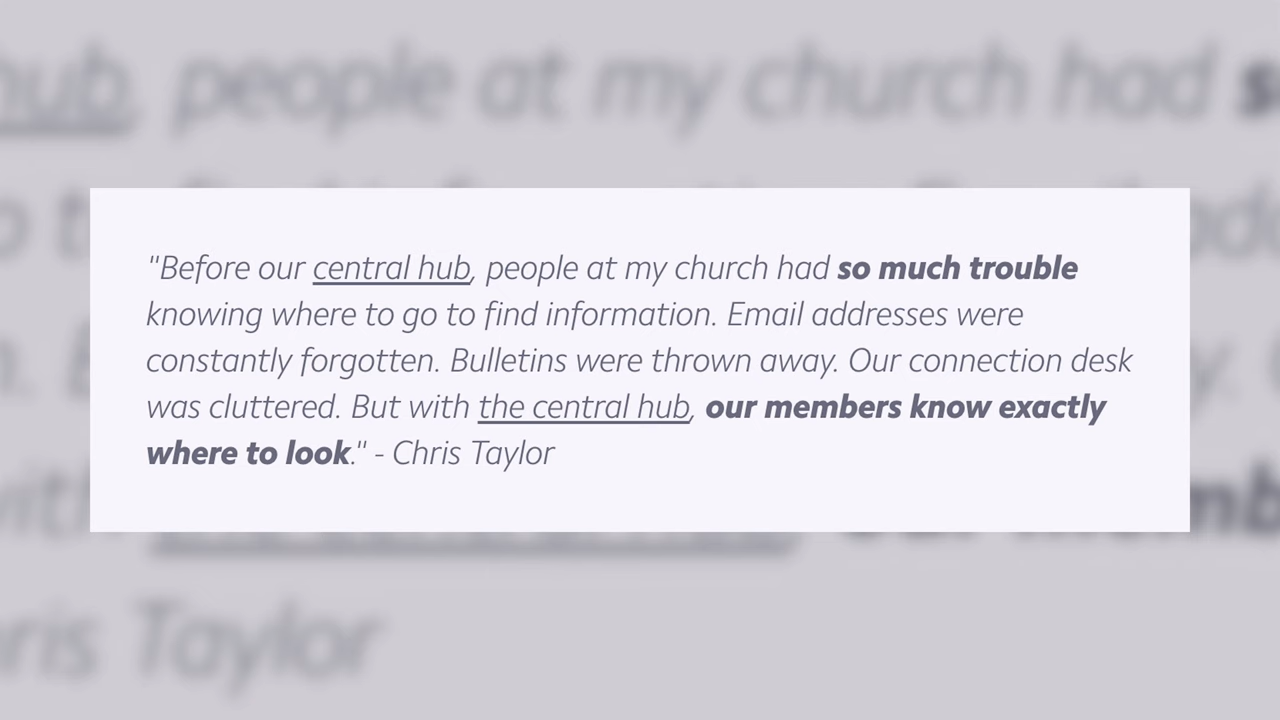 "Before our central hub, people at my church had so much trouble
knowing where to go to find information. Email addresses were
constantly forgotten. Bulletins were thrown away. Our connection desk
was cluttered. But with the central hub, our members know exactly
where to look." - Chris Taylor